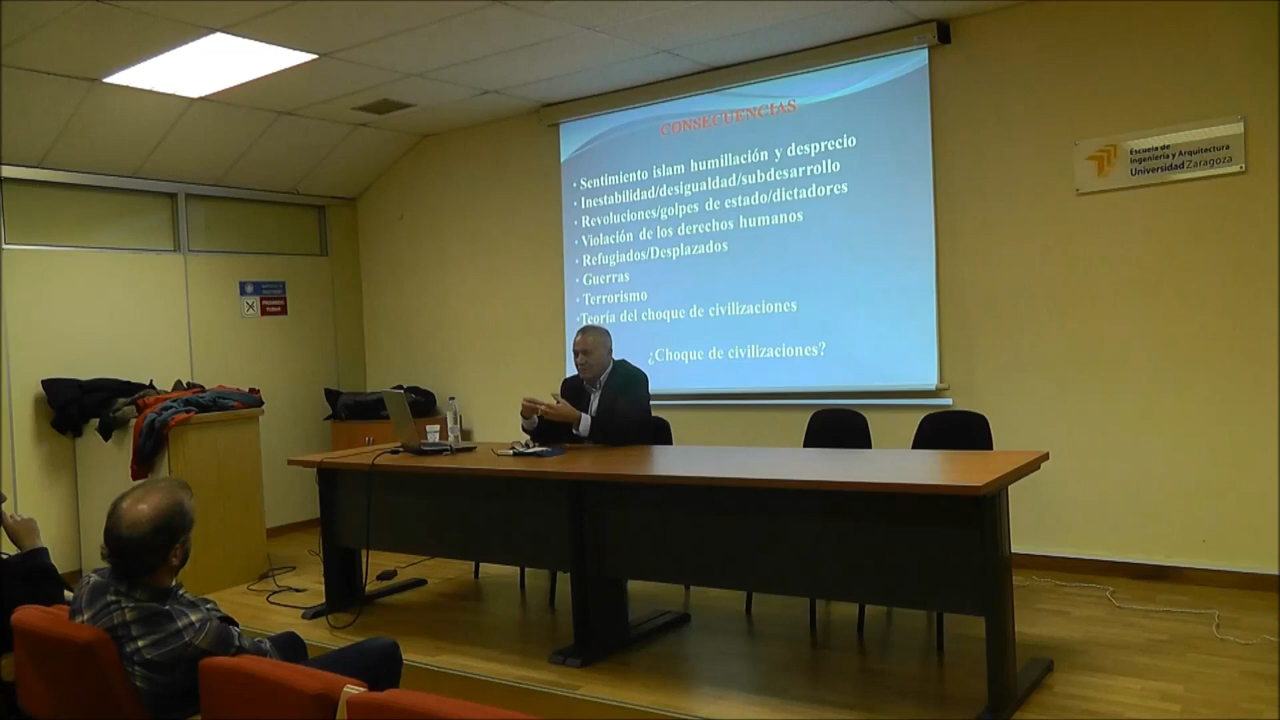 CONSECUENCIAS
• Sentimiento islam humillación y desprecio
• Inestabilidad/desigualdad/subdesarrollo
• Revoluciones/golpes de estado/dictadores
• Violación de los derechos humanos
• Refugiados/Desplazados
• Guerras
• Terrorismo
•Teoría del choque de civilizaciones
¿Choque de civilizaciones?
Escuela de
Ingeniería y Arquitectura
Universidad Zaragoza